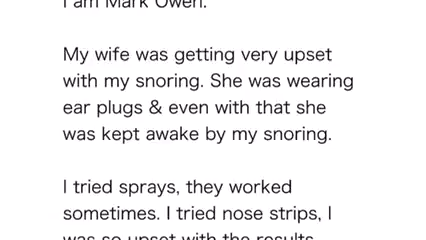 I am Mark Owen.
My wife was getting very upset
with my snoring. She was wearing
ear plugs & even with that she
was kept awake by my snoring.
I tried sprays, they worked
sometimes. I tried nose strips, I
was so upset with the results